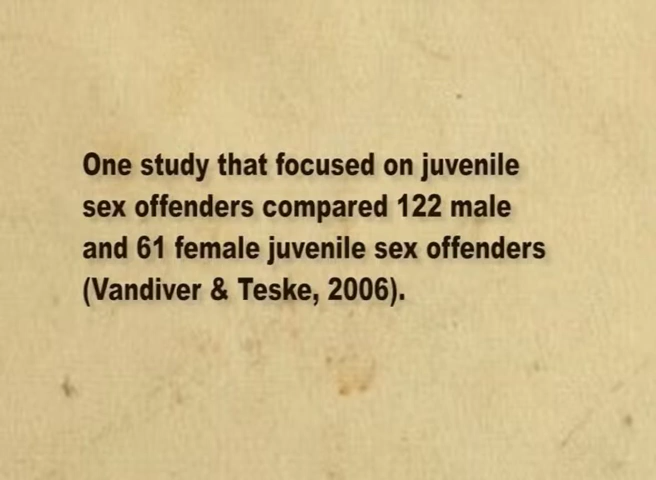 One study that focused on juvenile
sex offenders compared 122 male
and 61 female juvenile sex offenders
(Vandiver & Teske, 2006).